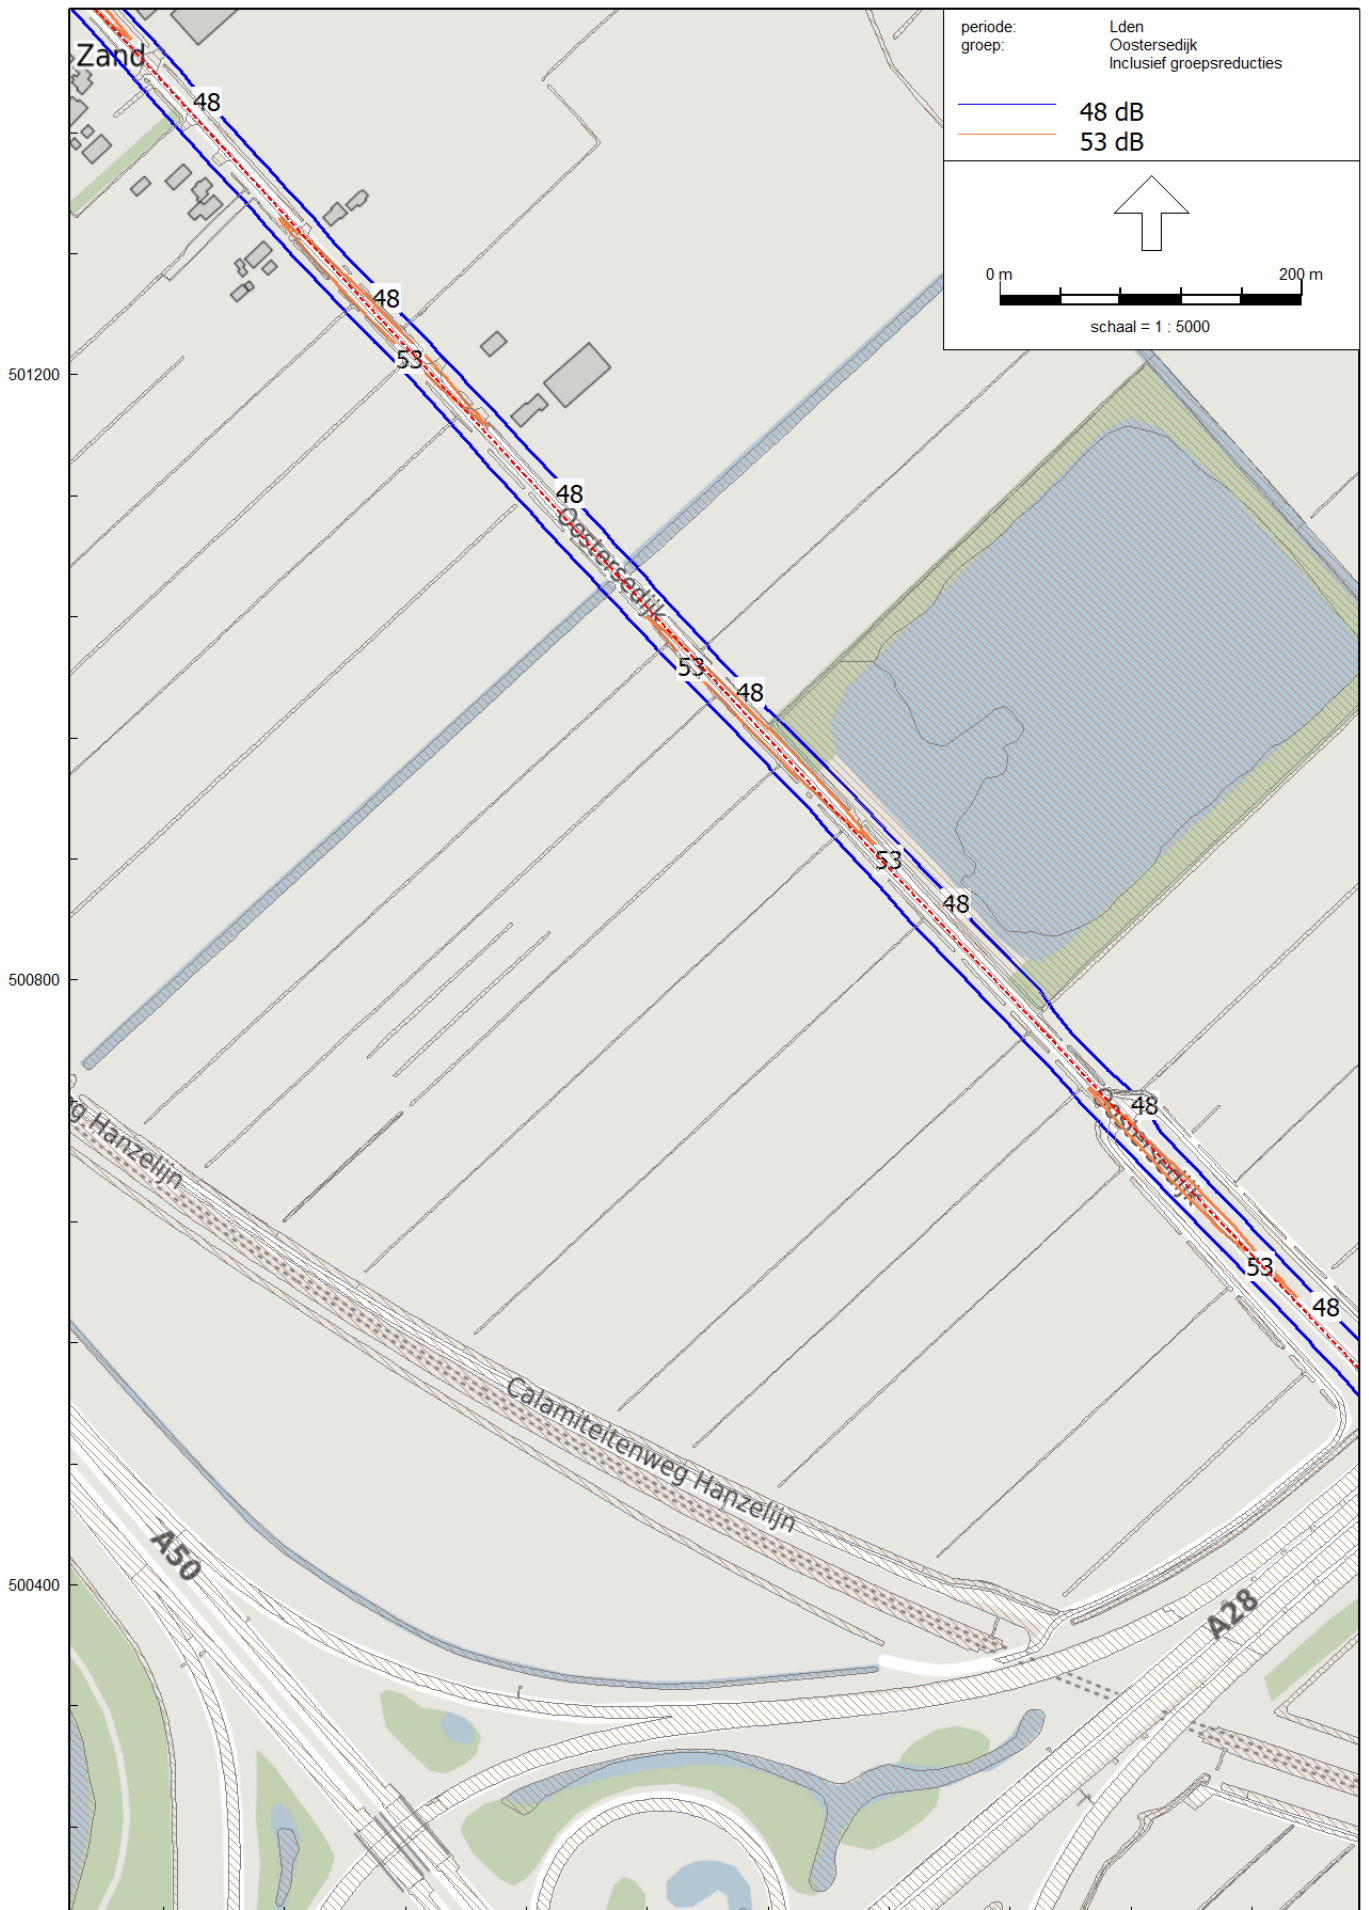 periode: Lden
groep: Oostersedijk
Inclusief groepsreducties
48 dB
53 dB
0 m 200 m
schaal = 1 : 5000
Zand
48
48
53
501200
48
Oostersedijk
53
48
53
48
500800
48
Oostersedijk
g Hanzelijn
53
48
Calamiteitenweg Hanzelijn
A50
500400
A28